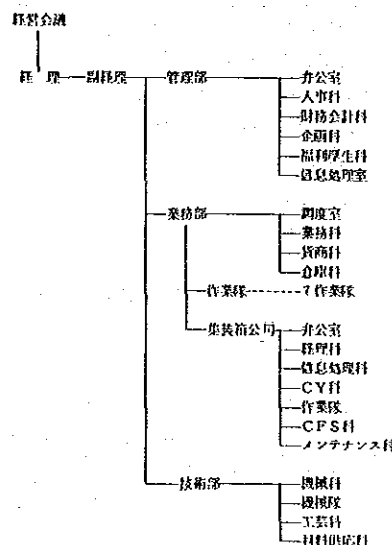 経営会議
経 理 副経理 管理部 弁公室
人事科
財務会計科
企画科
福利厚生科
信息処理室
業務部 調度室
業務科
貨商科
倉庫科
作業隊 7作業隊
集装箱公司 弁公室
経理科
信息処理科
CY科
作業隊
CFS科
メンテナンス科
技術部 機械科
機械隊
工芸科
材料供応科